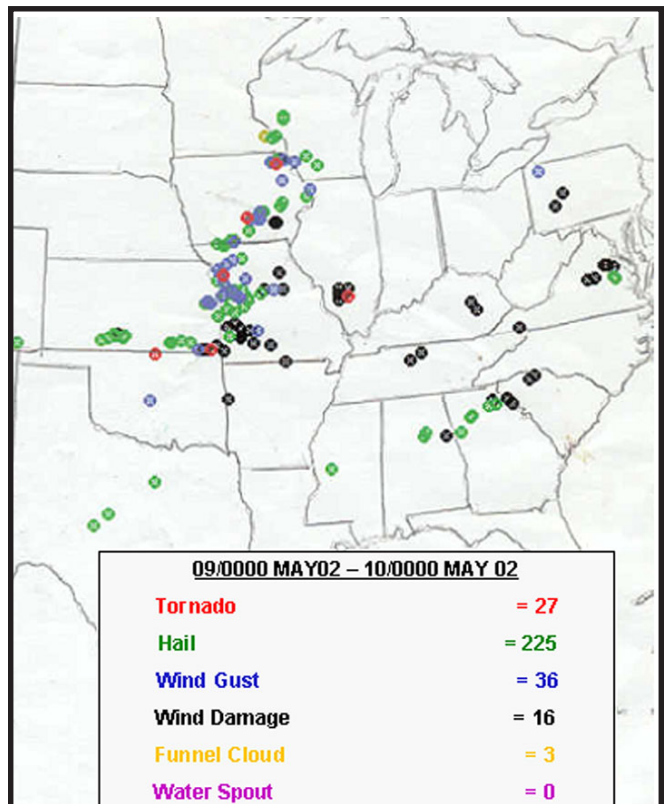 09/0000 MAY02 – 10/0000 MAY 02
Tornado = 27
Hail = 225
Wind Gust = 36
Wind Damage = 16
Funnel Cloud = 3
Water Spout = 0